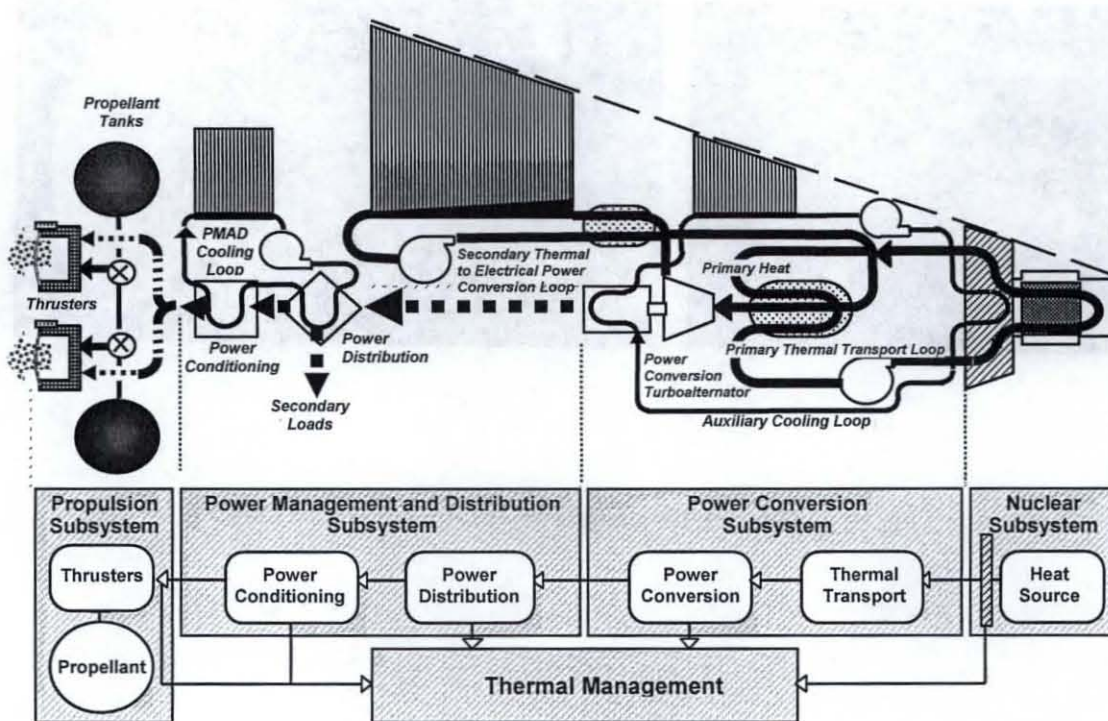 Propellant
Tanks
PMAD
Cooling
Loop
Secondary Thermal
to Electrical Power
Conversion Loop
Primary Heat
Thrusters
Power
Conditioning
Power
Distribution
Secondary
Loads
Primary Thermal Transport Loop
Power
Conversion
Turboalternator
Auxiliary Cooling Loop
Propulsion
Subsystem
Power Management and Distribution
Subsystem
Power Conversion
Subsystem
Nuclear
Subsystem
Thrusters
Power
Conditioning
Power
Distribution
Power
Conversion
Thermal
Transport
Heat
Source
Propellant
Thermal Management